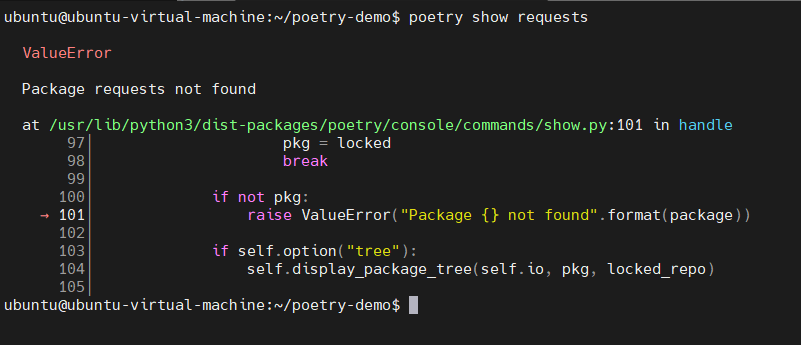 ubuntu@ubuntu-virtual-machine:~/poetry-demo$ poetry show requests
ValueError
Package requests not found
at /usr/lib/python3/dist-packages/poetry/console/commands/show.py:101 in handle
97│ pkg = locked
98│ break
99│
100│ if not pkg:
→ 101│ raise ValueError("Package {} not found".format(package))
102│
103│ if self.option("tree"):
104│ self.display_package_tree(self.io, pkg, locked_repo)
105│
ubuntu@ubuntu-virtual-machine:~/poetry-demo$